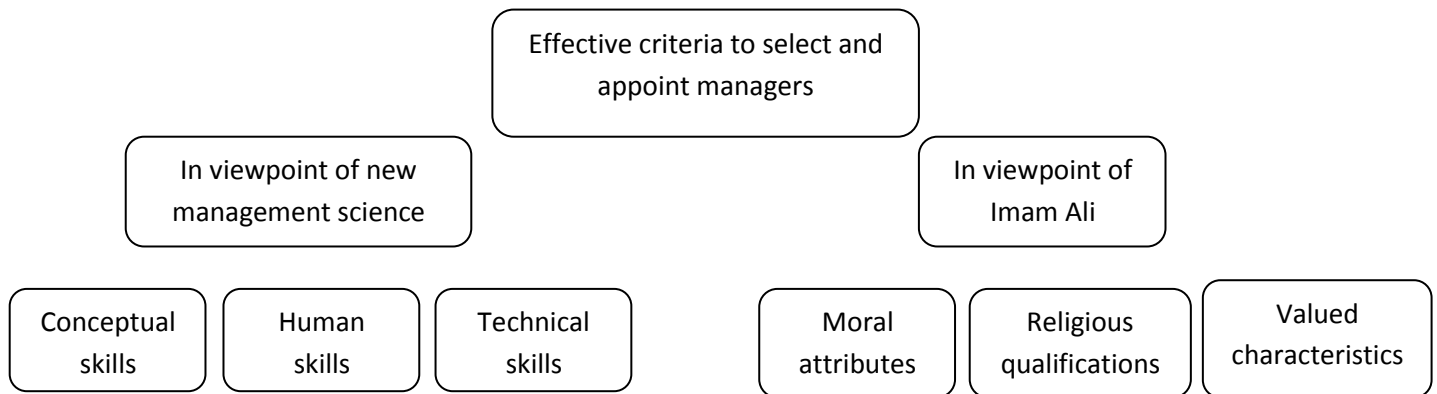 Effective criteria to select and
appoint managers
In viewpoint of new
management science
In viewpoint of
Imam Ali
Conceptual
skills
Human
skills
Technical
skills
Moral
attributes
Religious
qualifications
Valued
characteristics